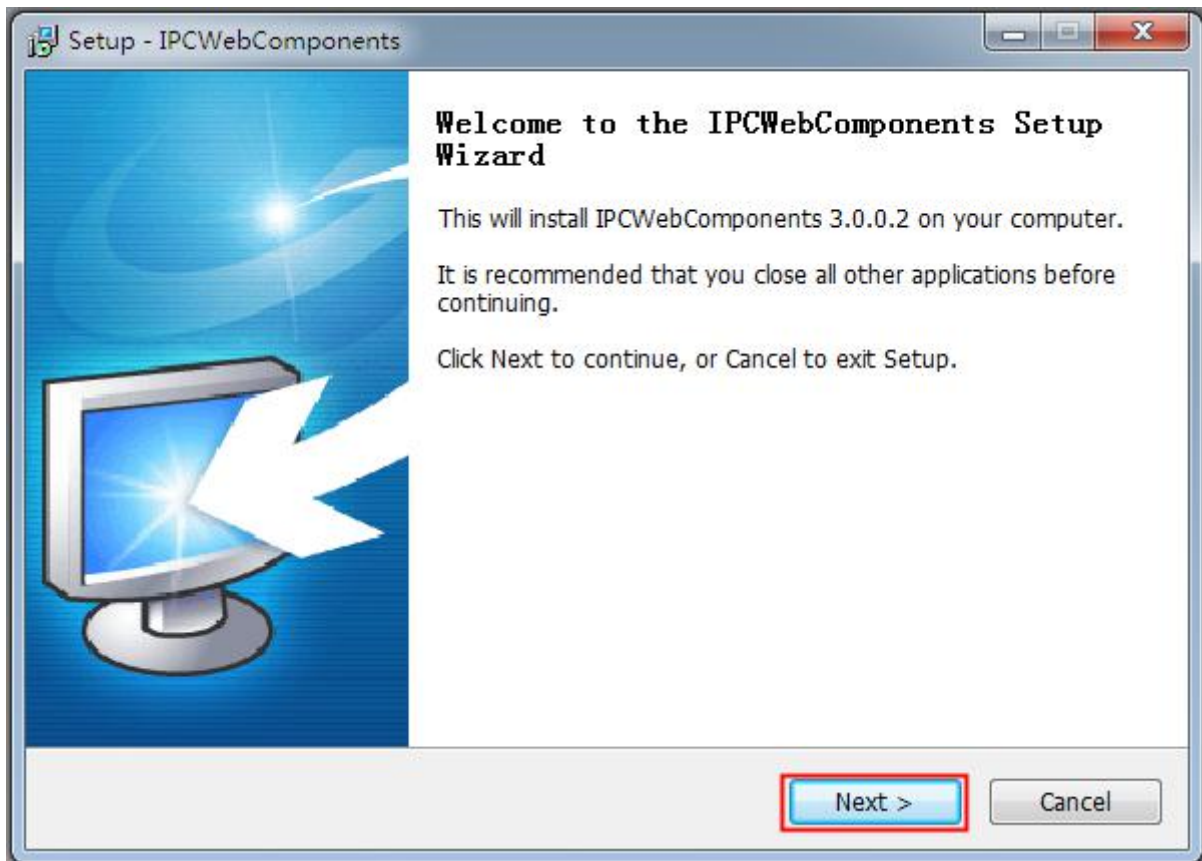 Setup - IPCWebComponents
Welcome to the IPCWebComponents Setup
Wizard
This will install IPCWebComponents 3.0.0.2 on your computer.
It is recommended that you close all other applications before
continuing.
Click Next to continue, or Cancel to exit Setup.
Next >
Cancel